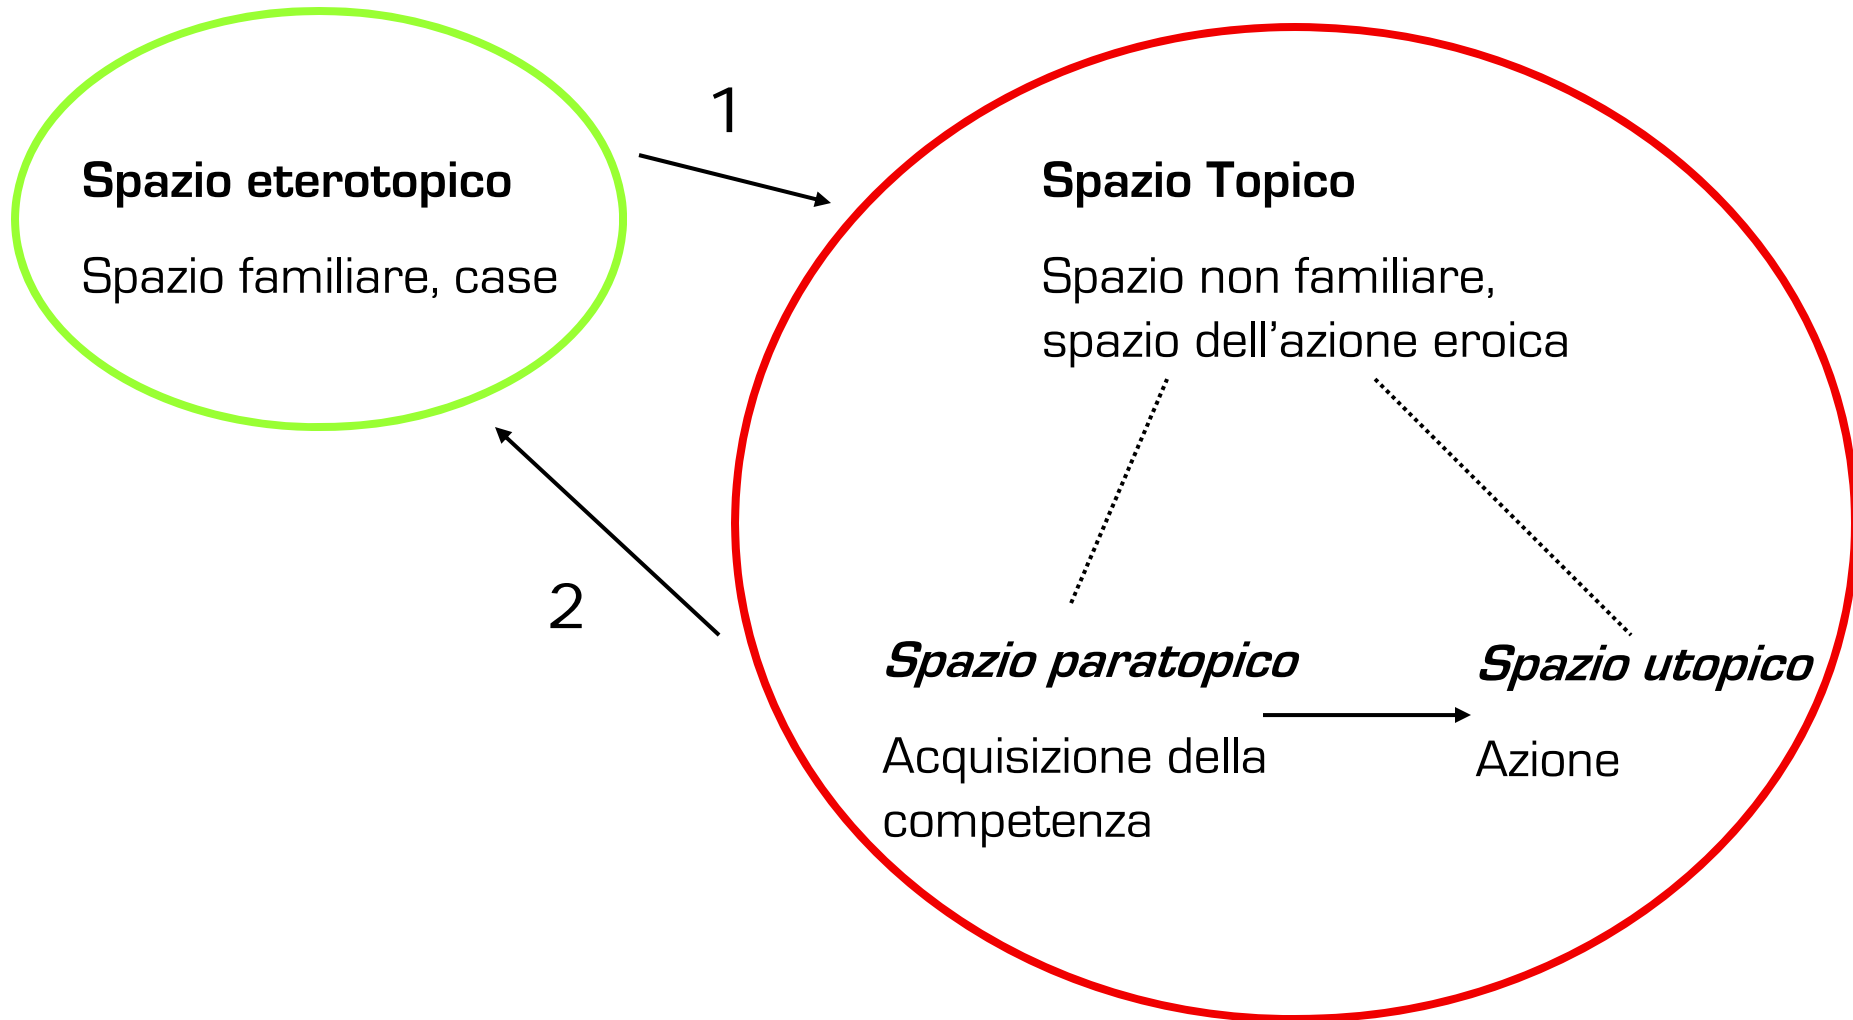 1
Spazio eterotopico
Spazio familiare, case
Spazio Topico
Spazio non familiare,
spazio dell’azione eroica
2
Spazio paratopico
Acquisizione della
competenza
Spazio utopico
Azione